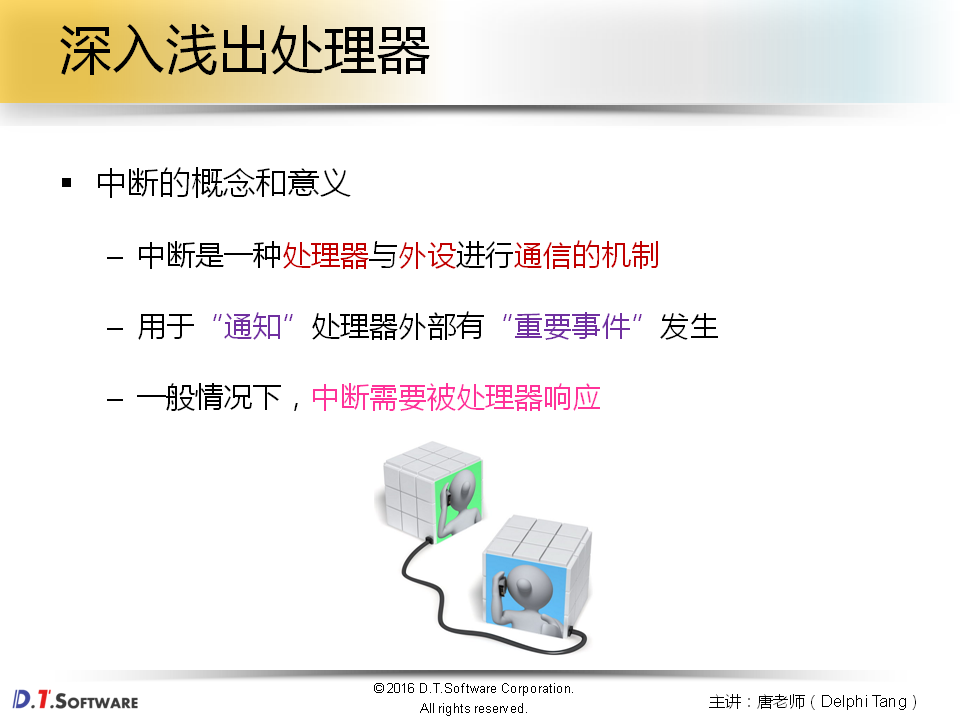 深入浅出处理器
▪ 中断的概念和意义
– 中断是一种处理器与外设进行通信的机制
– 用于“通知”处理器外部有“重要事件”发生
– 一般情况下，中断需要被处理器响应
D.T.SOFTWARE
©2016 D.T.Software Corporation.
All rights reserved.
主讲：唐老师（Delphi Tang）